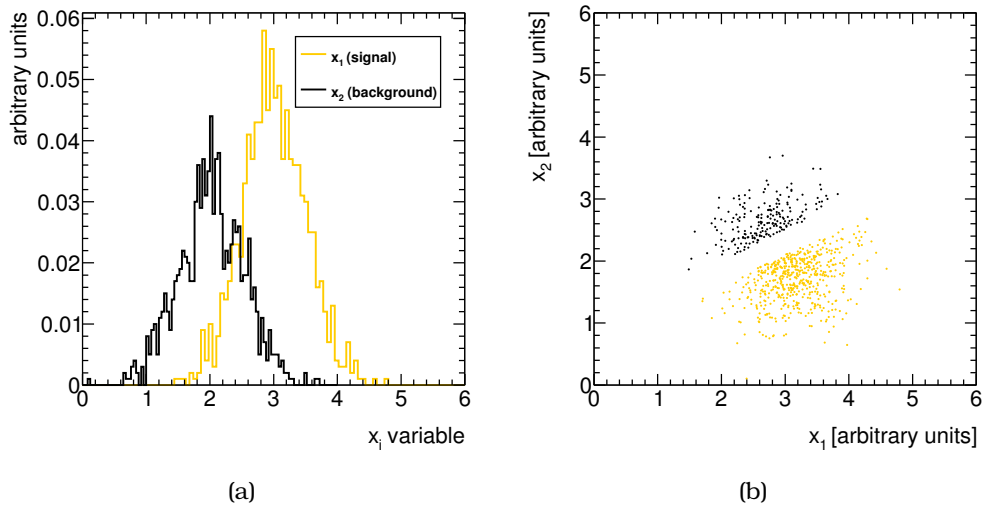 arbitrary units
0.06
0.05
0.04
0.03
0.02
0.01
0
0 1 2 3 4 5 6
x₁ (signal)
x₂ (background)
xᵢ variable
(a)
x₂ [arbitrary units]
6
5
4
3
2
1
0
0 1 2 3 4 5 6
x₁ [arbitrary units]
(b)